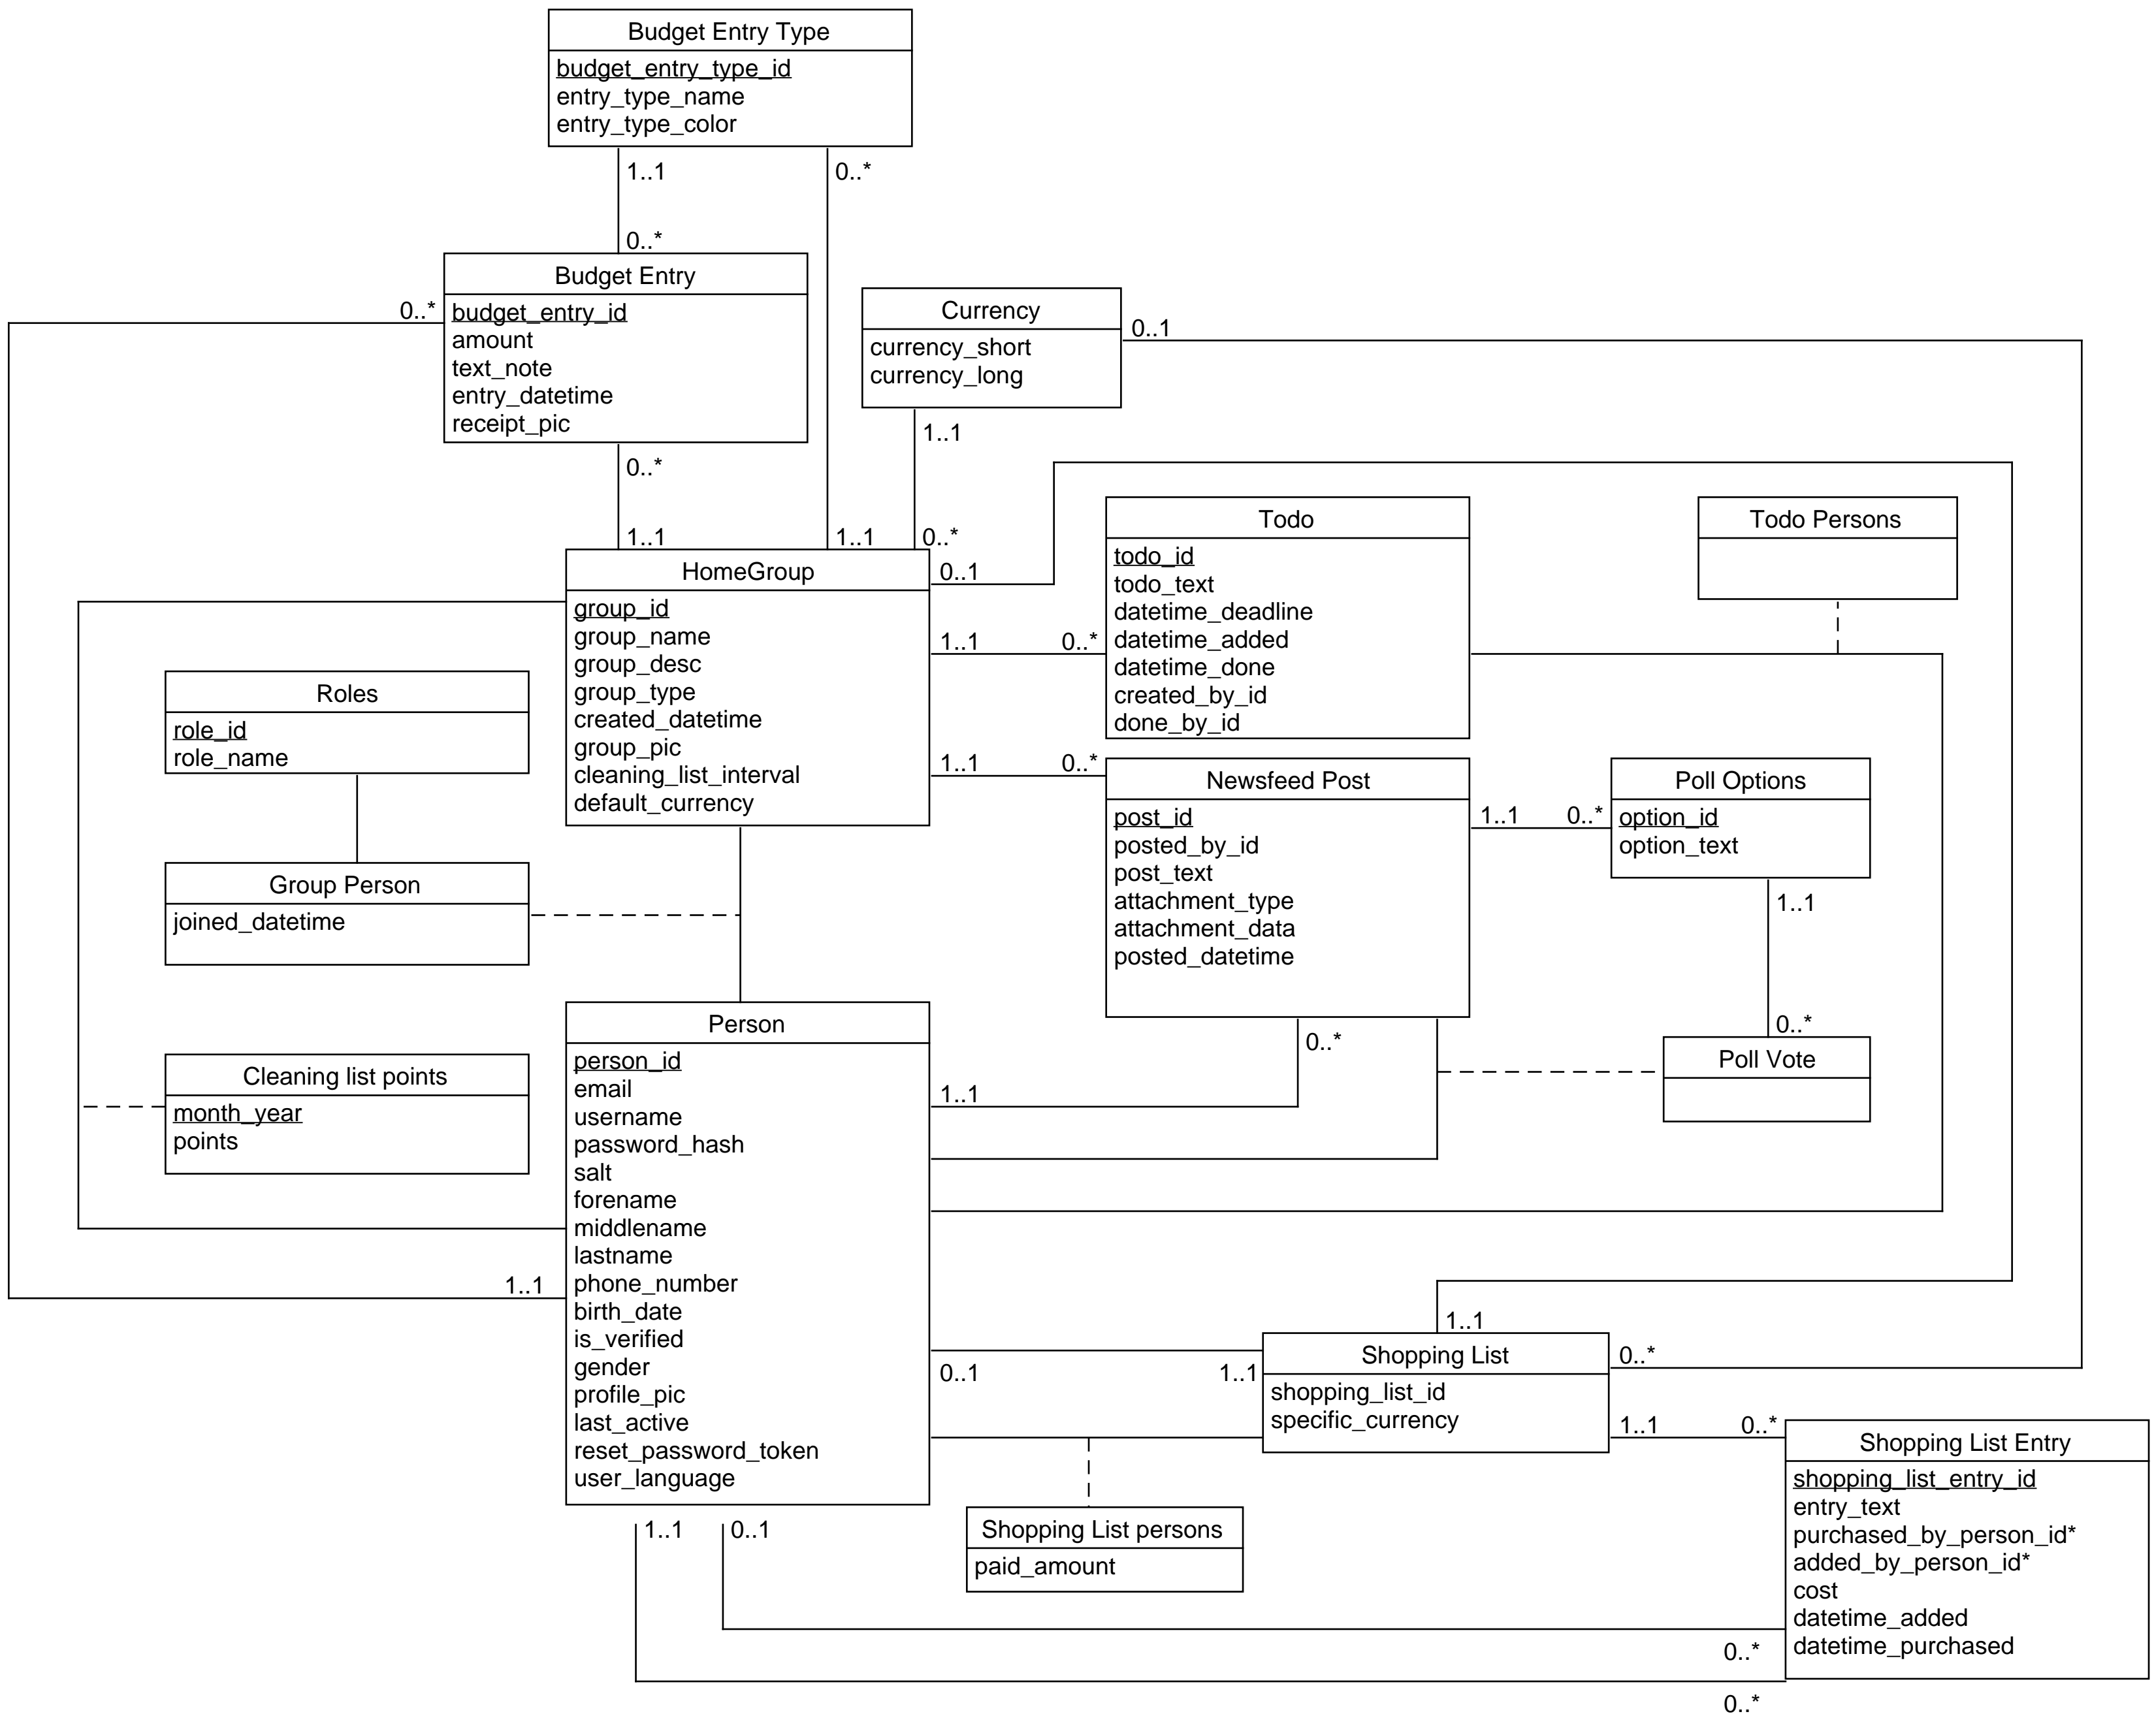 Budget Entry Type
budget_entry_type_id
entry_type_name
entry_type_color
1..1
0..*
0..*
Budget Entry
budget_entry_id
amount
text_note
entry_datetime
receipt_pic
0..*
0..*
1..1
Currency
currency_short
currency_long
0..1
1..1
1..1
0..*
HomeGroup
group_id
group_name
group_desc
group_type
created_datetime
group_pic
cleaning_list_interval
default_currency
0..1
1..1
0..*
1..1
0..*
Todo
todo_id
todo_text
datetime_deadline
datetime_added
datetime_done
created_by_id
done_by_id
Todo Persons
Roles
role_id
role_name
Group Person
joined_datetime
Newsfeed Post
post_id
posted_by_id
post_text
attachment_type
attachment_data
posted_datetime
1..1
0..*
Poll Options
option_id
option_text
1..1
0..*
Poll Vote
0..*
1..1
Cleaning list points
month_year
points
Person
person_id
email
username
password_hash
salt
forename
middlename
lastname
phone_number
birth_date
is_verified
gender
profile_pic
last_active
reset_password_token
user_language
1..1
0..1
1..1
1..1
Shopping List
shopping_list_id
specific_currency
0..*
1..1
0..*
Shopping List Entry
shopping_list_entry_id
entry_text
purchased_by_person_id*
added_by_person_id*
cost
datetime_added
datetime_purchased
Shopping List persons
paid_amount
1..1
0..1
0..*
0..*